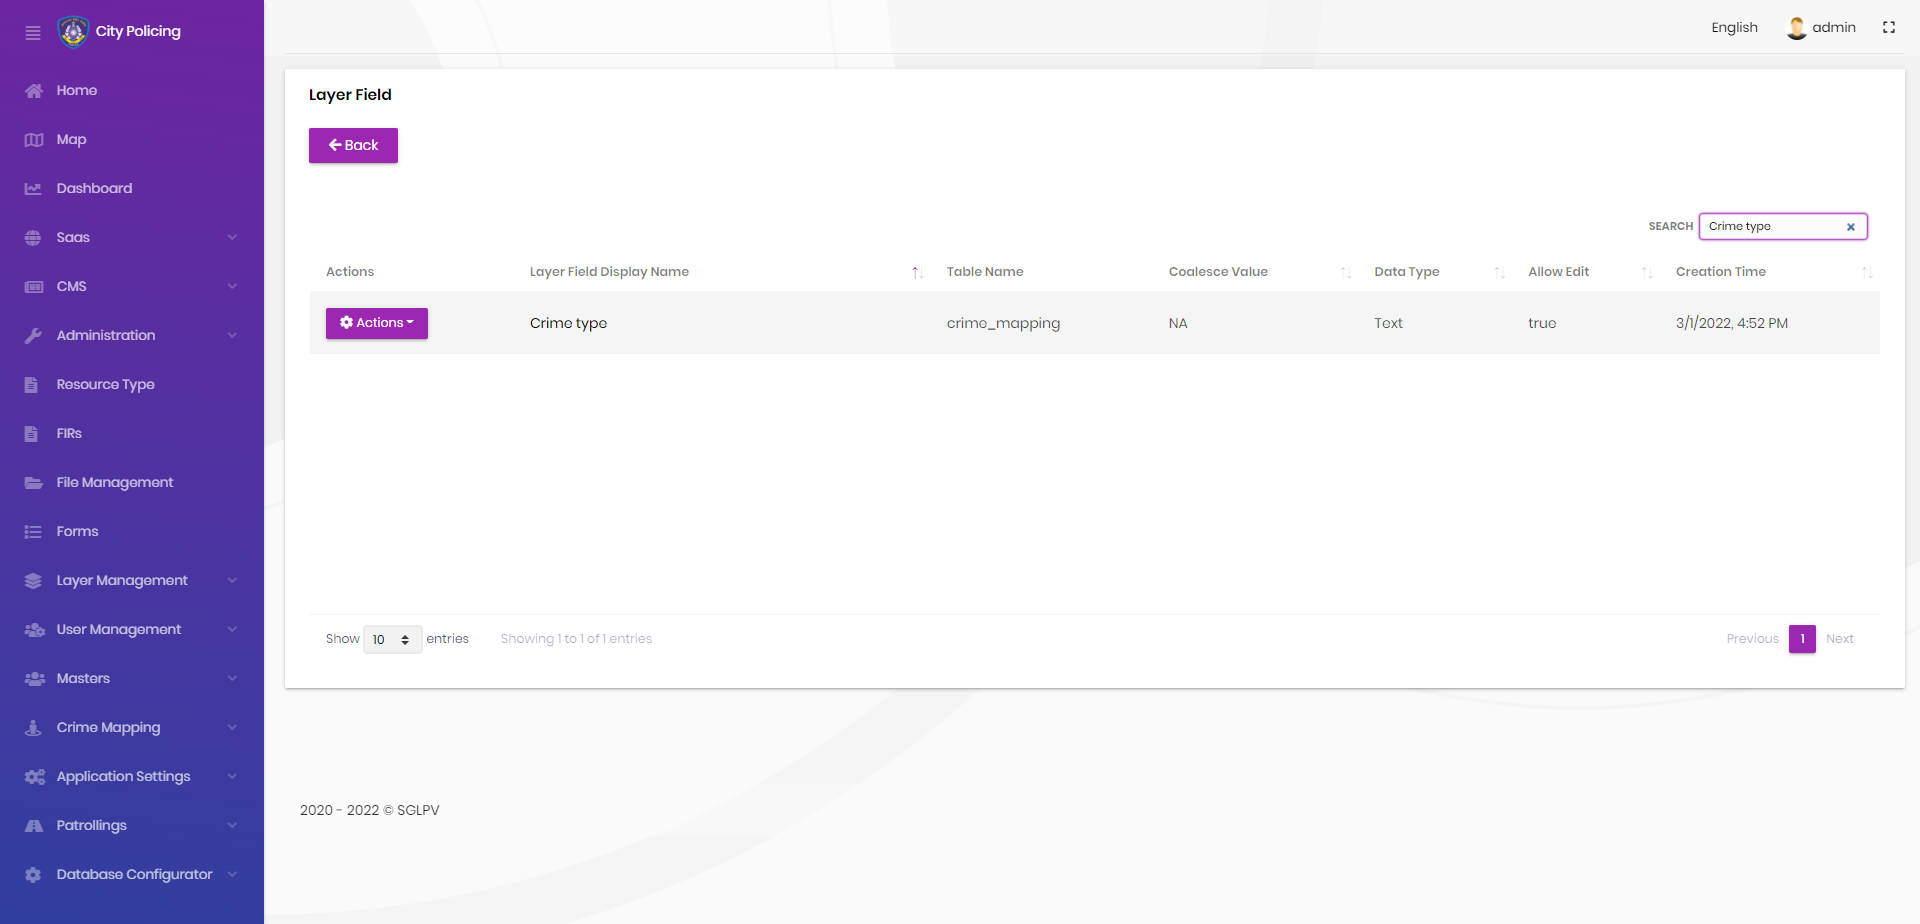 City Policing
English
admin
Home
Map
Dashboard
Saas
CMS
Administration
Resource Type
FIRs
File Management
Forms
Layer Management
User Management
Masters
Crime Mapping
Application Settings
Patrollings
Database Configurator
Layer Field
Back
SEARCH Crime type
Actions Layer Field Display Name Table Name Coalesce Value Data Type Allow Edit Creation Time
Actions Crime type crime_mapping NA Text true 3/1/2022, 4:52 PM
Show 10 entries Showing 1 to 1 of 1 entries Previous 1 Next
2020 - 2022 © SGLPV